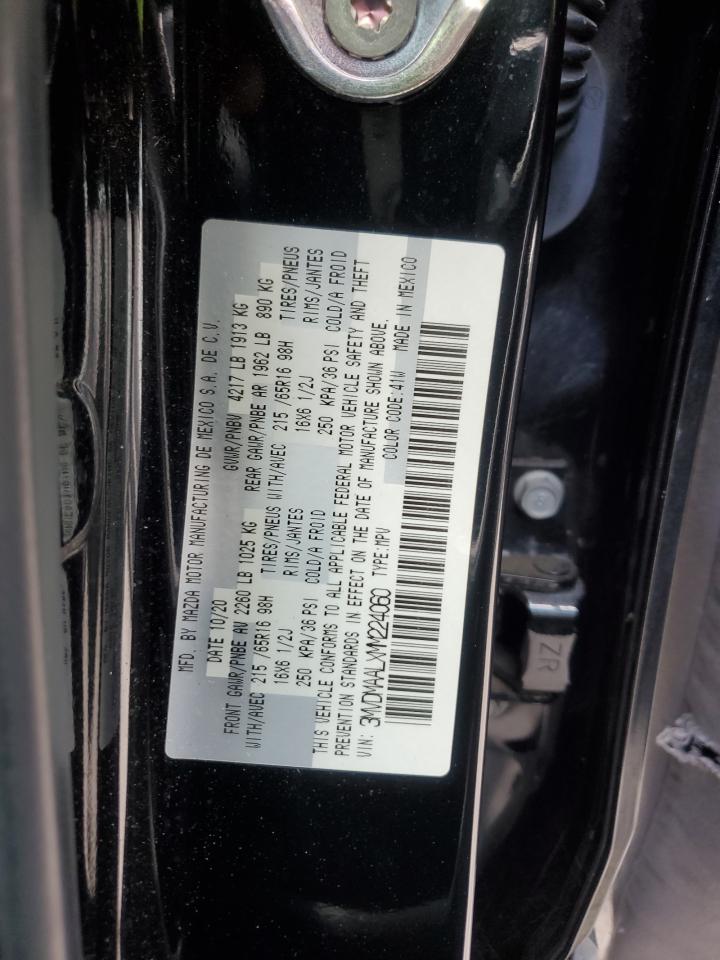 MFD. BY MAZDA MOTOR MANUFACTURING DE MEXICO S.A. DE C.V.
DATE 10/20 GVWR/PNBV 4217 LB 1913 KG
FRONT GAWR/PNBE AV 2260 LB 1025 KG REAR GAWR/PNBE AR 1962 LB 890 KG
WITH/AVEC 215 /65R16 98H TIRES/PNEUS WITH/AVEC 215 /65R16 98H TIRES/PNEUS
16X6 1/2J RIMS/JANTES 16X6 1/2J RIMS/JANTES
250 KPA/36 PSI COLD/A FROID 250 KPA/36 PSI COLD/A FROID
THIS VEHICLE CONFORMS TO ALL APPLICABLE FEDERAL MOTOR VEHICLE SAFETY AND THEFT
PREVENTION STANDARDS IN EFFECT ON THE DATE OF MANUFACTURE SHOWN ABOVE.
VIN: 3MVDMAALXMM224060 TYPE:MPV COLOR CODE:41W MADE IN MEXICO
ZR